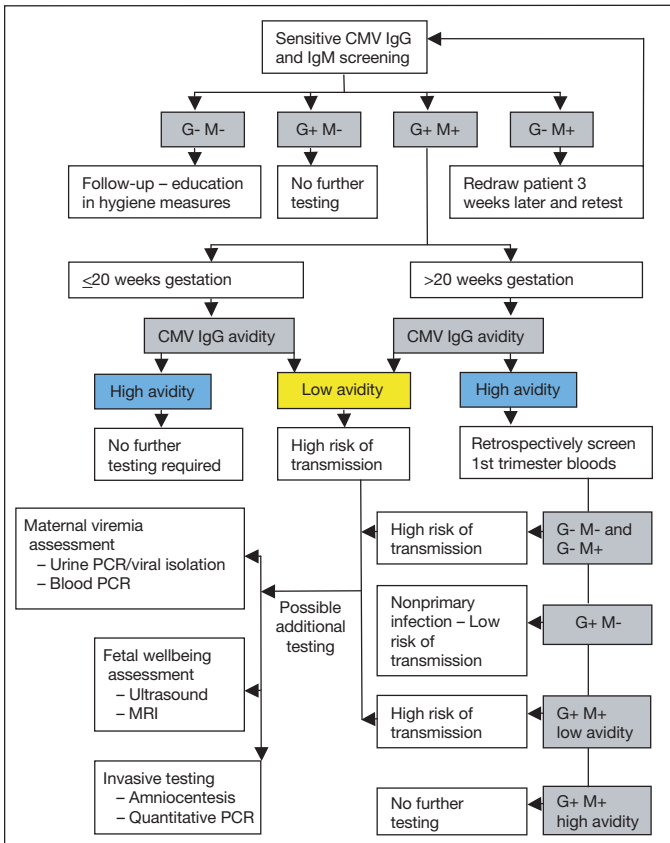 Sensitive CMV IgG
and IgM screening
G- M-
G+ M-
G+ M+
G- M+
Follow-up – education
in hygiene measures
No further
testing
Redraw patient 3
weeks later and retest
≤20 weeks gestation
>20 weeks gestation
CMV IgG avidity
CMV IgG avidity
High avidity
Low avidity
High avidity
No further
testing required
High risk of
transmission
Retrospectively screen
1st trimester bloods
Maternal viremia
assessment
– Urine PCR/viral isolation
– Blood PCR
High risk of
transmission
G- M- and
G- M+
Possible
additional
testing
Nonprimary
infection – Low
risk of
transmission
G+ M-
Fetal wellbeing
assessment
– Ultrasound
– MRI
High risk of
transmission
G+ M+
low avidity
Invasive testing
– Amniocentesis
– Quantitative PCR
No further
testing
G+ M+
high avidity